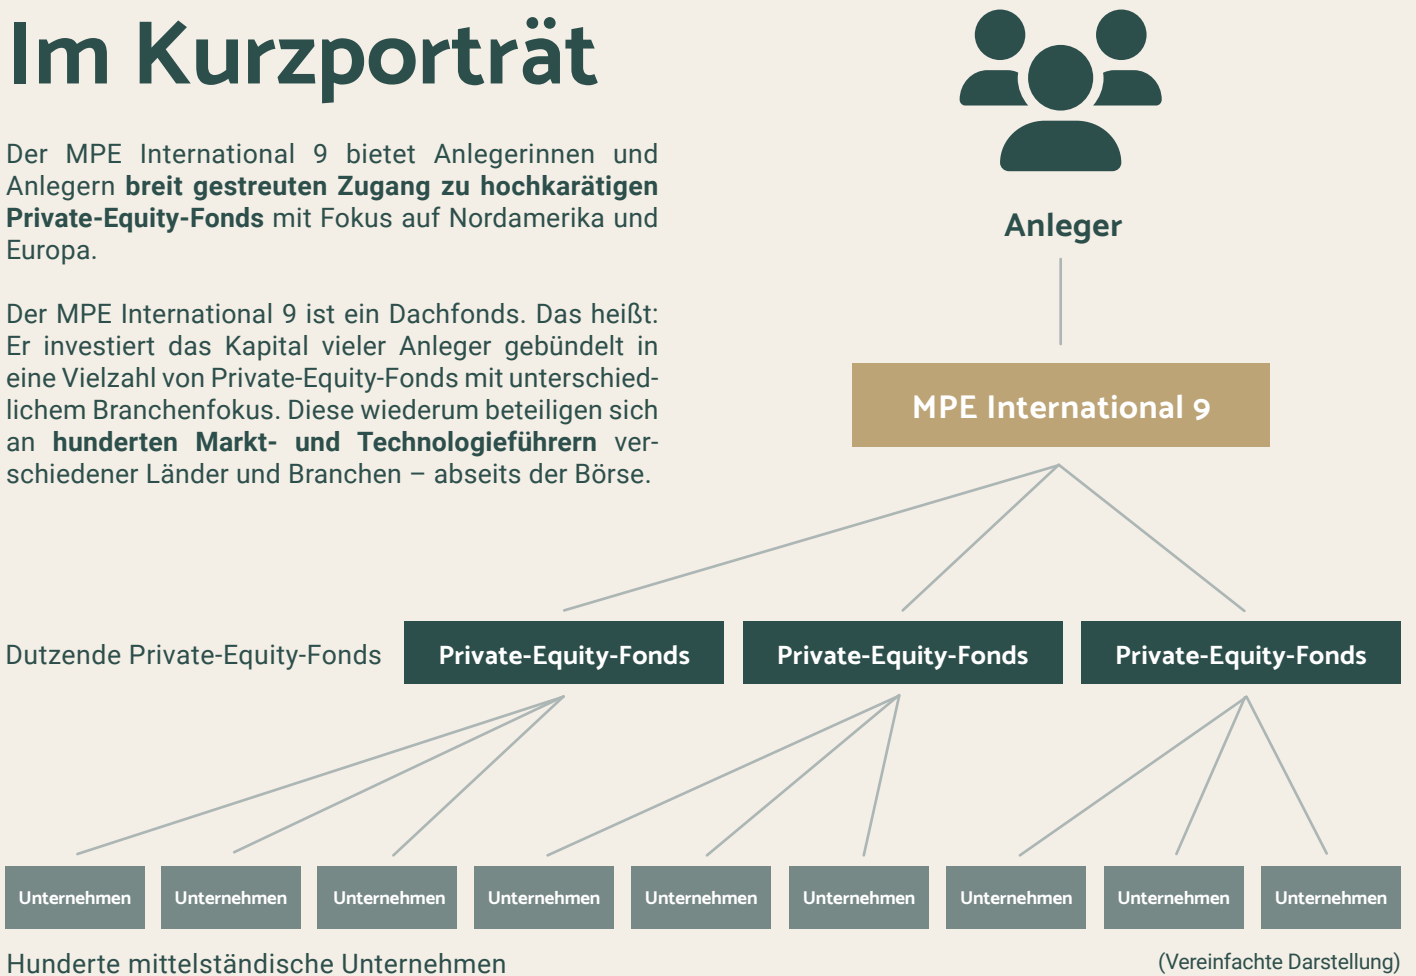 Im Kurzporträt
Der MPE International 9 bietet Anlegerinnen und
Anlegern breit gestreuten Zugang zu hochkarätigen
Private-Equity-Fonds mit Fokus auf Nordamerika und
Europa.
Der MPE International 9 ist ein Dachfonds. Das heißt:
Er investiert das Kapital vieler Anleger gebündelt in
eine Vielzahl von Private-Equity-Fonds mit unterschied-
lichem Branchenfokus. Diese wiederum beteiligen sich
an hunderten Markt- und Technologieführern ver-
schiedener Länder und Branchen – abseits der Börse.
Anleger
MPE International 9
Dutzende Private-Equity-Fonds Private-Equity-Fonds Private-Equity-Fonds Private-Equity-Fonds
Unternehmen Unternehmen Unternehmen Unternehmen Unternehmen Unternehmen Unternehmen Unternehmen Unternehmen
Hunderte mittelständische Unternehmen (Vereinfachte Darstellung)